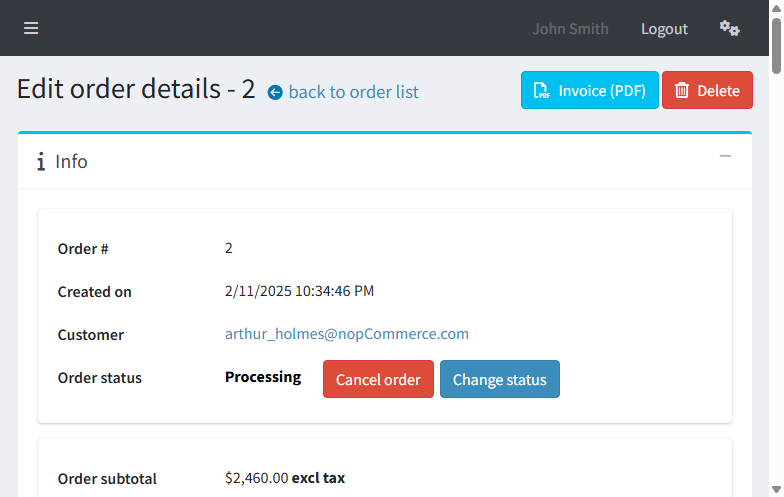 John Smith Logout
Edit order details - 2 back to order list Invoice (PDF) Delete
Info
Order # 2
Created on 2/11/2025 10:34:46 PM
Customer arthur_holmes@nopCommerce.com
Order status Processing Cancel order Change status
Order subtotal $2,460.00 excl tax